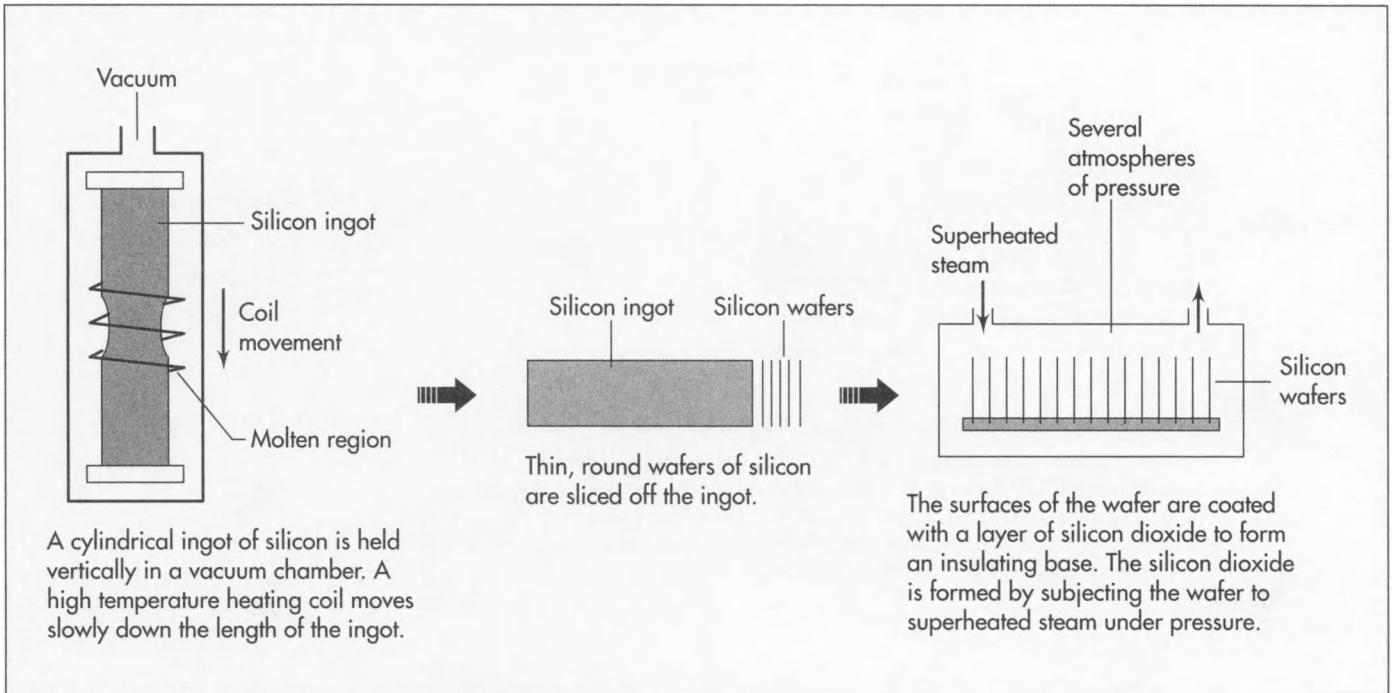 Vacuum
Silicon ingot
Coil
movement
Molten region
A cylindrical ingot of silicon is held
vertically in a vacuum chamber. A
high temperature heating coil moves
slowly down the length of the ingot.
Silicon ingot
Silicon wafers
Thin, round wafers of silicon
are sliced off the ingot.
Several
atmospheres
of pressure
Superheated
steam
Silicon
wafers
The surfaces of the wafer are coated
with a layer of silicon dioxide to form
an insulating base. The silicon dioxide
is formed by subjecting the wafer to
superheated steam under pressure.